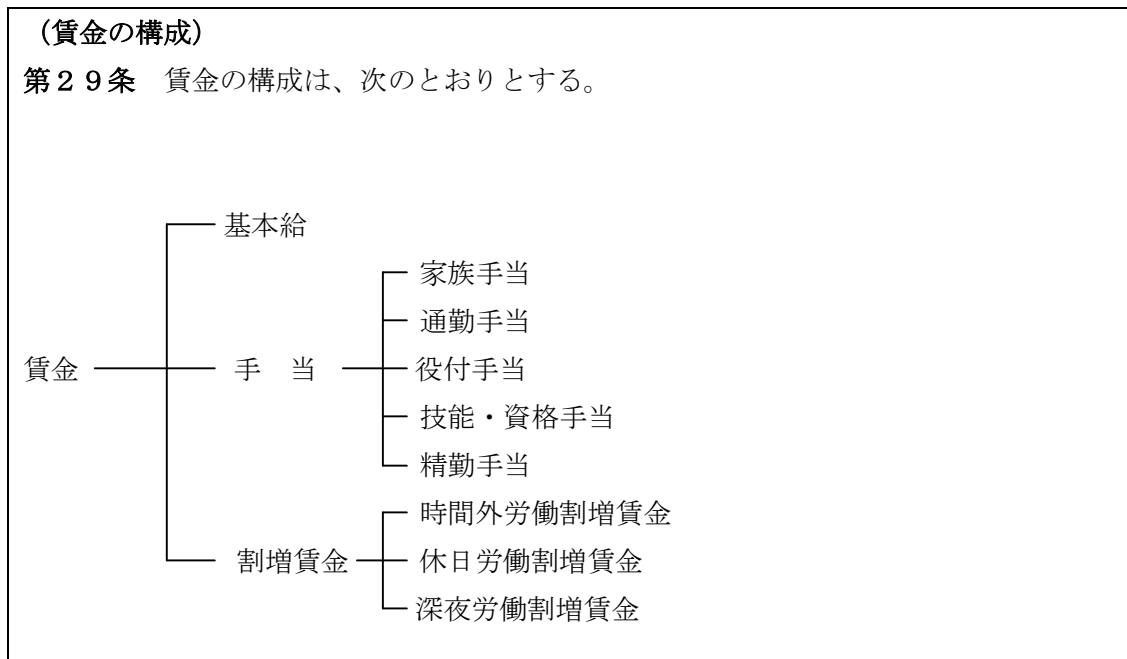 （賃金の構成）
第２９条　賃金の構成は、次のとおりとする。
基本給
家族手当
通勤手当
賃金　手　当　役付手当
技能・資格手当
精勤手当
時間外労働割増賃金
割増賃金　休日労働割増賃金
深夜労働割増賃金